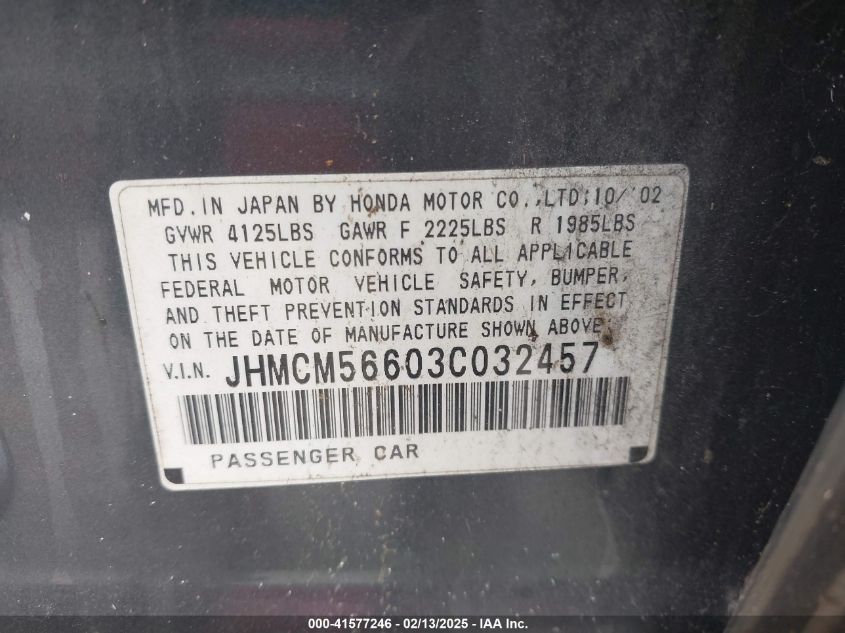 MFD. IN JAPAN BY HONDA MOTOR CO.,LTD;10/'02
GVWR 4125LBS GAWR F 2225LBS R 1985LBS
THIS VEHICLE CONFORMS TO ALL APPLICABLE
FEDERAL MOTOR VEHICLE SAFETY, BUMPER,
AND THEFT PREVENTION STANDARDS IN EFFECT
ON THE DATE OF MANUFACTURE SHOWN ABOVE.
V.I.N. JHMCM56603C032457
PASSENGER CAR
000-41577246 - 02/13/2025 - IAA Inc.